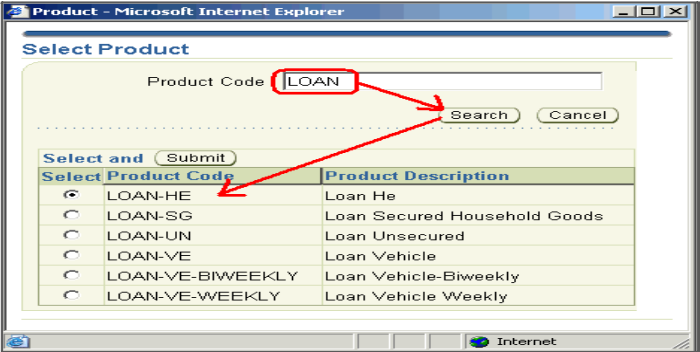 Product - Microsoft Internet Explorer
Select Product
Product Code LOAN
Search Cancel
Select and Submit
Select Product Code Product Description
LOAN-HE Loan He
LOAN-SG Loan Secured Household Goods
LOAN-UN Loan Unsecured
LOAN-VE Loan Vehicle
LOAN-VE-BIWEEKLY Loan Vehicle-Biweekly
LOAN-VE-WEEKLY Loan Vehicle Weekly
Internet